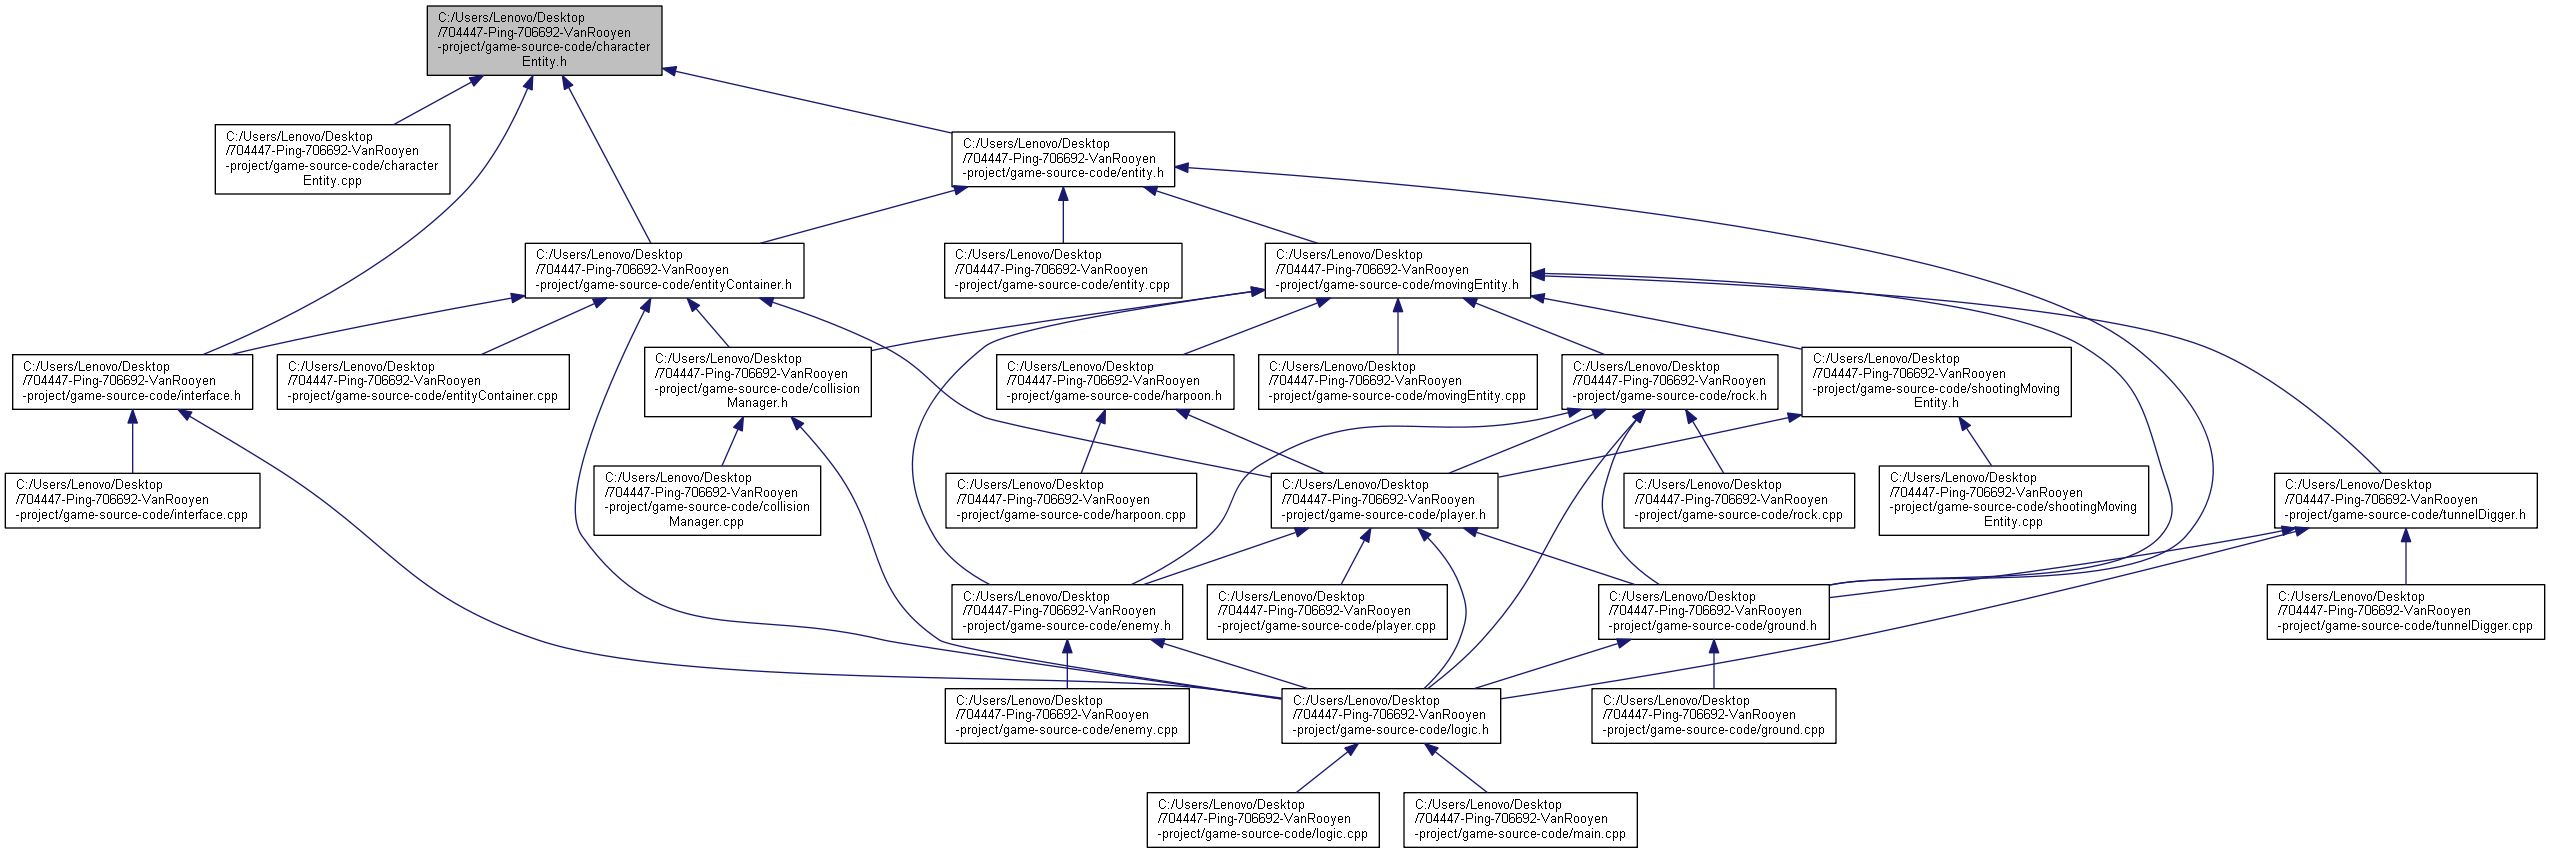 C:/Users/Lenovo/Desktop
/704447-Ping-706692-VanRooyen
-project/game-source-code/character
Entity.h
C:/Users/Lenovo/Desktop
/704447-Ping-706692-VanRooyen
-project/game-source-code/character
Entity.cpp
C:/Users/Lenovo/Desktop
/704447-Ping-706692-VanRooyen
-project/game-source-code/entity.h
C:/Users/Lenovo/Desktop
/704447-Ping-706692-VanRooyen
-project/game-source-code/entityContainer.h
C:/Users/Lenovo/Desktop
/704447-Ping-706692-VanRooyen
-project/game-source-code/entity.cpp
C:/Users/Lenovo/Desktop
/704447-Ping-706692-VanRooyen
-project/game-source-code/movingEntity.h
C:/Users/Lenovo/Desktop
/704447-Ping-706692-VanRooyen
-project/game-source-code/interface.h
C:/Users/Lenovo/Desktop
/704447-Ping-706692-VanRooyen
-project/game-source-code/entityContainer.cpp
C:/Users/Lenovo/Desktop
/704447-Ping-706692-VanRooyen
-project/game-source-code/collision
Manager.h
C:/Users/Lenovo/Desktop
/704447-Ping-706692-VanRooyen
-project/game-source-code/harpoon.h
C:/Users/Lenovo/Desktop
/704447-Ping-706692-VanRooyen
-project/game-source-code/movingEntity.cpp
C:/Users/Lenovo/Desktop
/704447-Ping-706692-VanRooyen
-project/game-source-code/rock.h
C:/Users/Lenovo/Desktop
/704447-Ping-706692-VanRooyen
-project/game-source-code/shootingMoving
Entity.h
C:/Users/Lenovo/Desktop
/704447-Ping-706692-VanRooyen
-project/game-source-code/interface.cpp
C:/Users/Lenovo/Desktop
/704447-Ping-706692-VanRooyen
-project/game-source-code/collision
Manager.cpp
C:/Users/Lenovo/Desktop
/704447-Ping-706692-VanRooyen
-project/game-source-code/harpoon.cpp
C:/Users/Lenovo/Desktop
/704447-Ping-706692-VanRooyen
-project/game-source-code/player.h
C:/Users/Lenovo/Desktop
/704447-Ping-706692-VanRooyen
-project/game-source-code/rock.cpp
C:/Users/Lenovo/Desktop
/704447-Ping-706692-VanRooyen
-project/game-source-code/shootingMoving
Entity.cpp
C:/Users/Lenovo/Desktop
/704447-Ping-706692-VanRooyen
-project/game-source-code/tunnelDigger.h
C:/Users/Lenovo/Desktop
/704447-Ping-706692-VanRooyen
-project/game-source-code/enemy.h
C:/Users/Lenovo/Desktop
/704447-Ping-706692-VanRooyen
-project/game-source-code/player.cpp
C:/Users/Lenovo/Desktop
/704447-Ping-706692-VanRooyen
-project/game-source-code/ground.h
C:/Users/Lenovo/Desktop
/704447-Ping-706692-VanRooyen
-project/game-source-code/tunnelDigger.cpp
C:/Users/Lenovo/Desktop
/704447-Ping-706692-VanRooyen
-project/game-source-code/enemy.cpp
C:/Users/Lenovo/Desktop
/704447-Ping-706692-VanRooyen
-project/game-source-code/logic.h
C:/Users/Lenovo/Desktop
/704447-Ping-706692-VanRooyen
-project/game-source-code/ground.cpp
C:/Users/Lenovo/Desktop
/704447-Ping-706692-VanRooyen
-project/game-source-code/logic.cpp
C:/Users/Lenovo/Desktop
/704447-Ping-706692-VanRooyen
-project/game-source-code/main.cpp